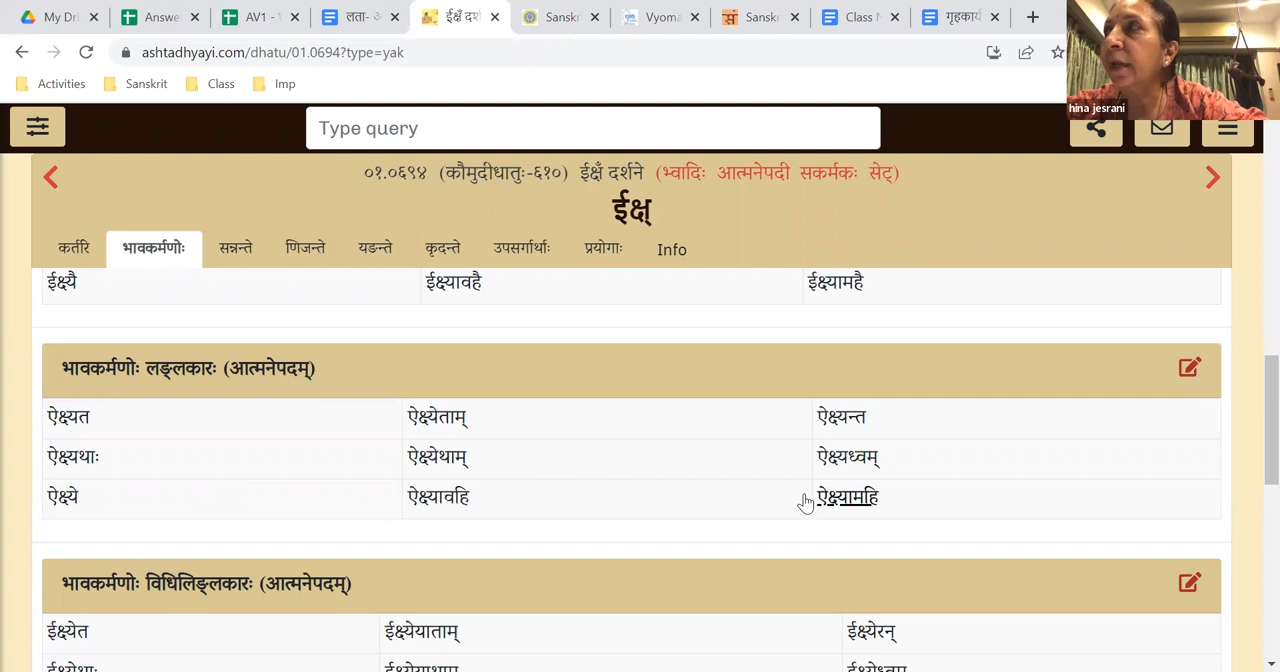 My Dri Answe AV1 - लता- ईक्षँ दर्श Sanskr Vyoma Sanskr Class गृहकार्य
ashtadhyayi.com/dhatu/01.0694?type=yak
Activities Sanskrit Class Imp
hina jesrani
Type query
०१.०६९४ (कौमुदीधातुः-६१०) ईक्षँ दर्शने (भ्वादिः आत्मनेपदी सकर्मकः सेट्)
ईक्ष्
कर्तरि भावकर्मणोः सन्नन्ते णिजन्ते यङन्ते कृदन्ते उपसर्गार्थाः प्रयोगाः Info
ईक्ष्यै ईक्ष्यावहै ईक्ष्यामहै
भावकर्मणोः लङ्लकारः (आत्मनेपदम्)
ऐक्ष्यत ऐक्ष्येताम् ऐक्ष्यन्त
ऐक्ष्यथाः ऐक्ष्येथाम् ऐक्ष्यध्वम्
ऐक्ष्ये ऐक्ष्यावहि ऐक्ष्यामहि
भावकर्मणोः विधिलिङ्लकारः (आत्मनेपदम्)
ईक्ष्येत ईक्ष्येयाताम् ईक्ष्येरन्